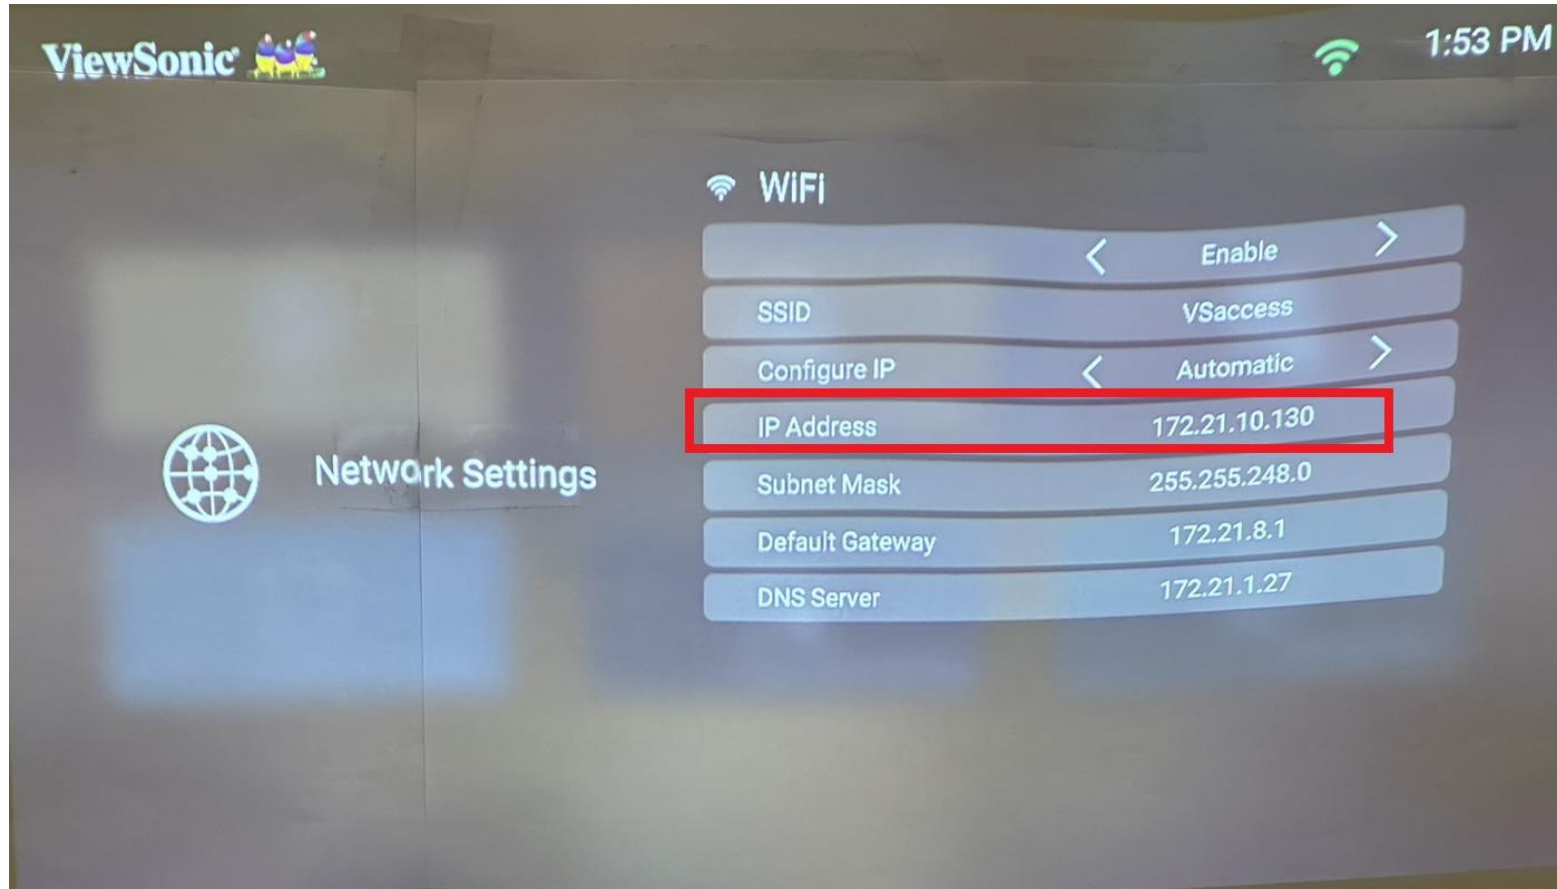 ViewSonic
1:53 PM
WiFi
Enable
SSID VSaccess
Configure IP Automatic
IP Address 172.21.10.130
Network Settings
Subnet Mask 255.255.248.0
Default Gateway 172.21.8.1
DNS Server 172.21.1.27